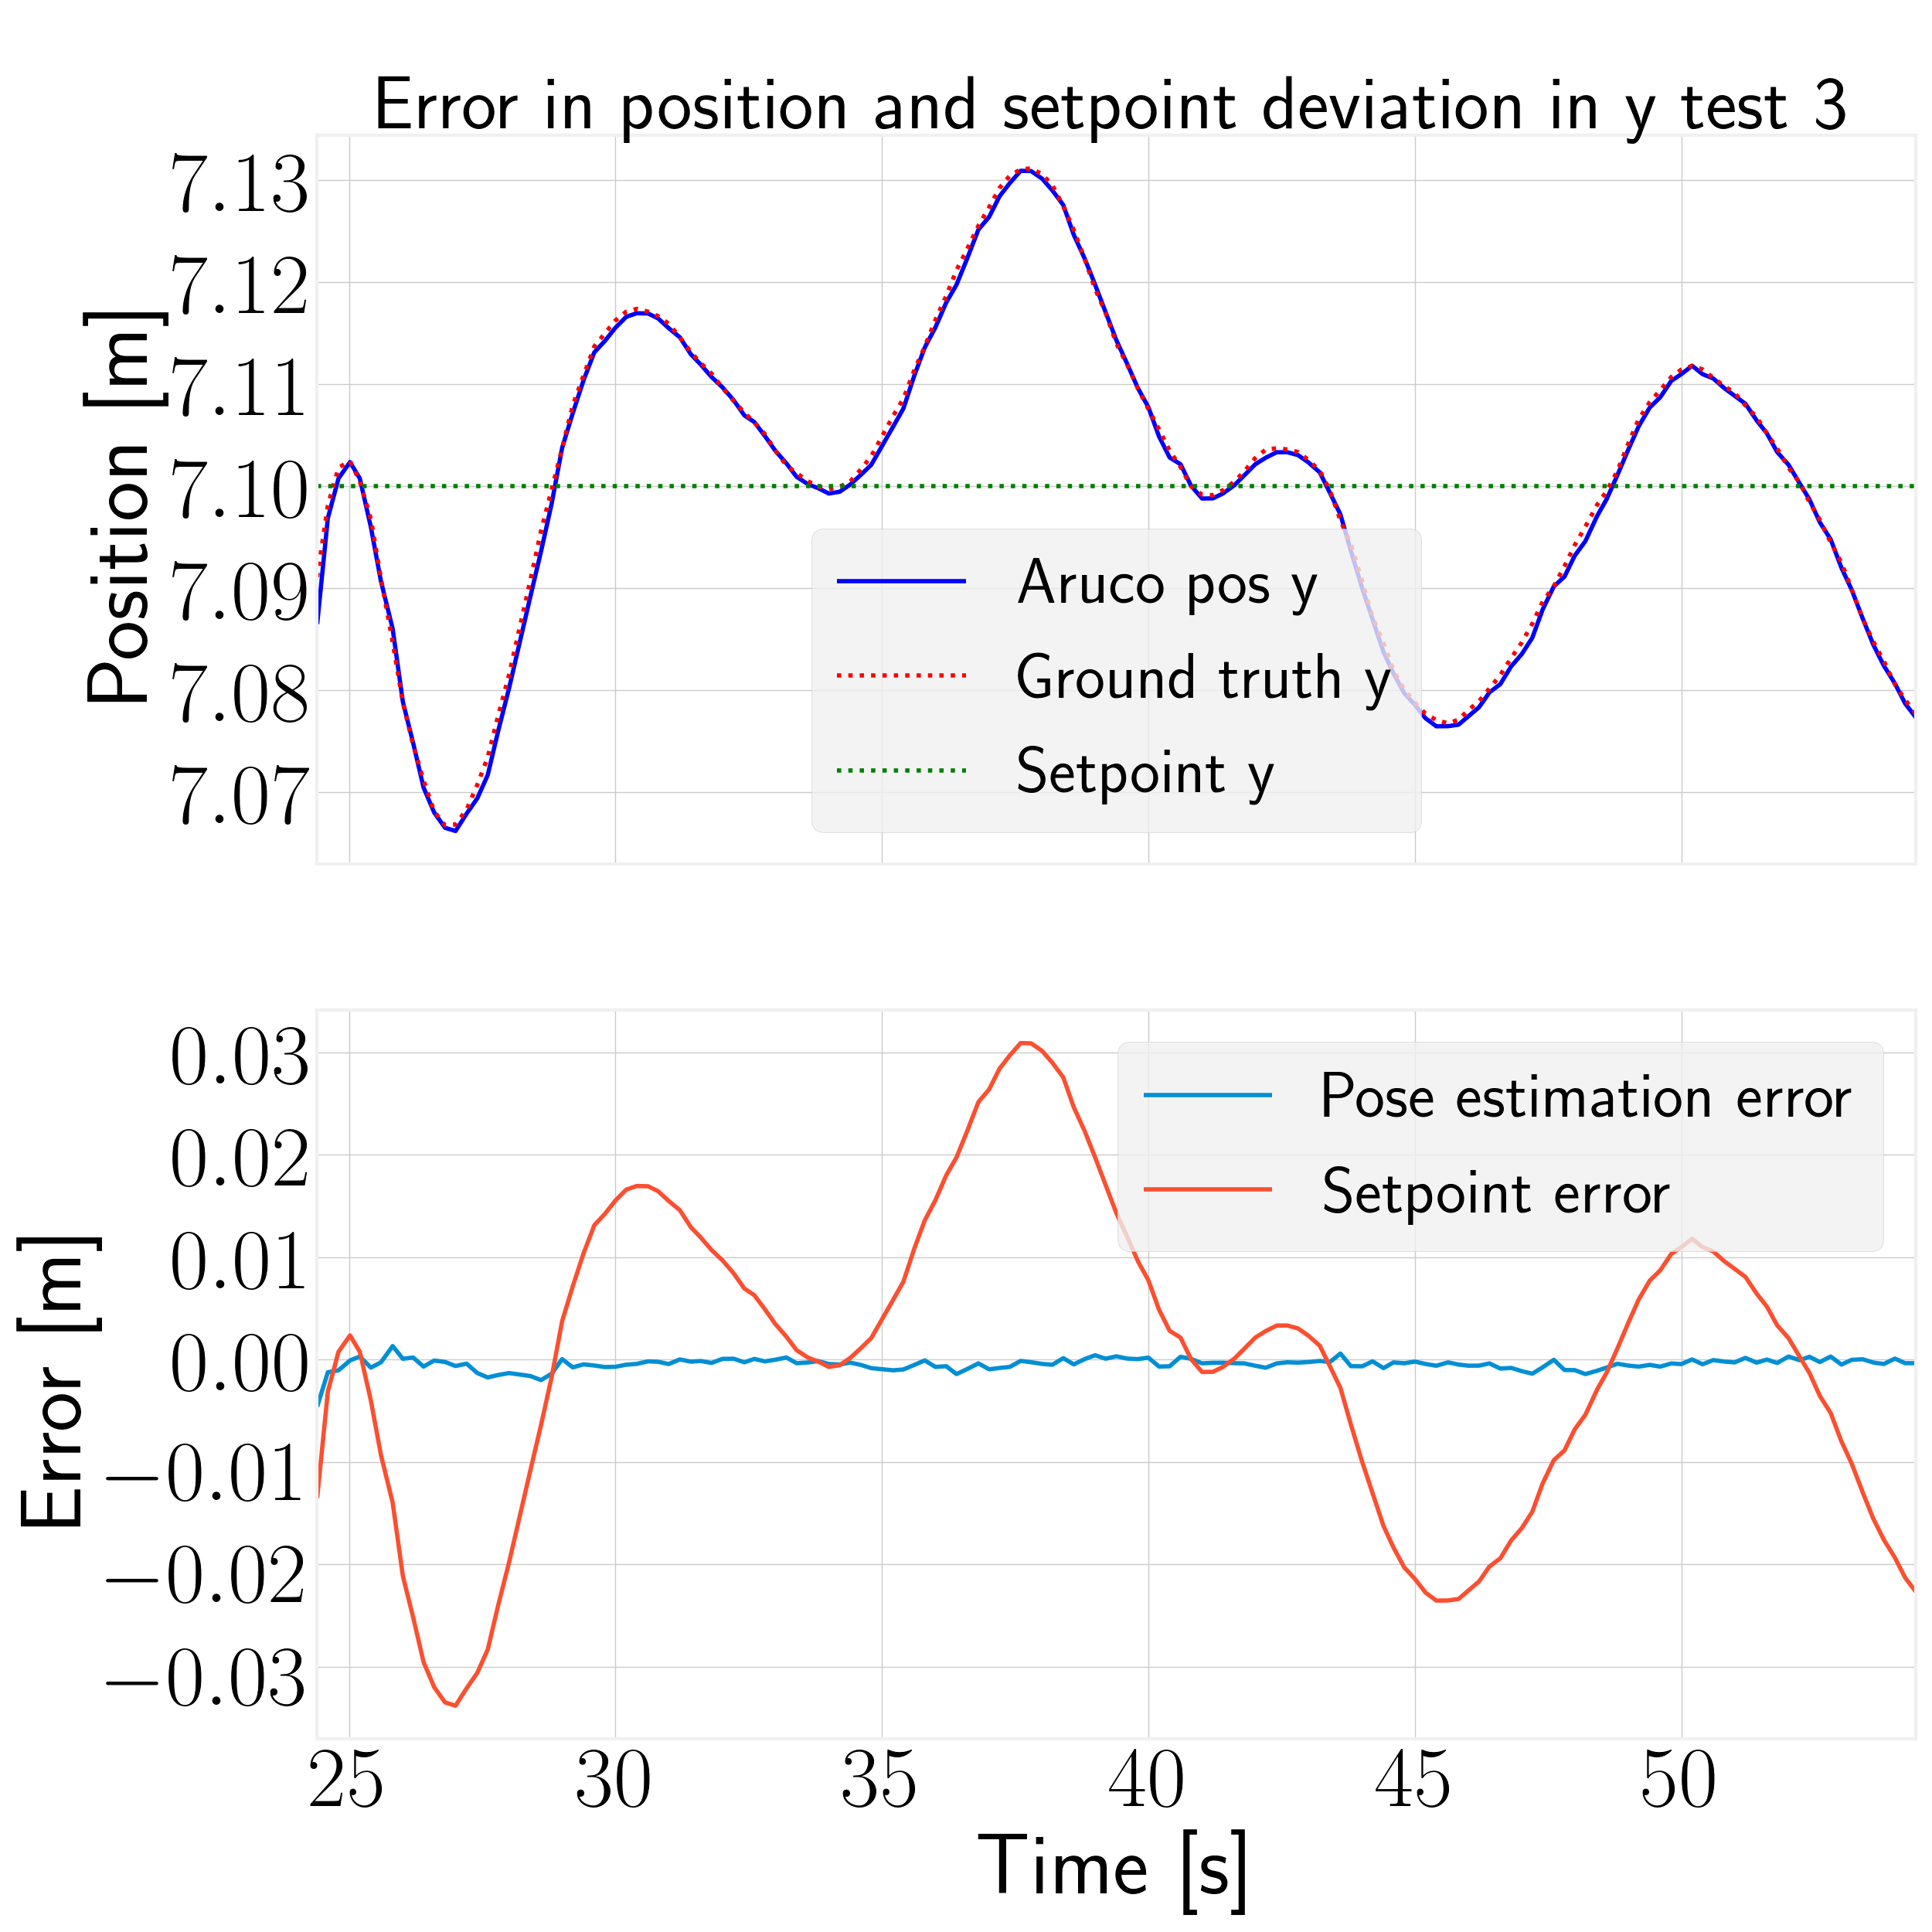 Error in position and setpoint deviation in y test 3
Position [m]
7.13
7.12
7.11
7.10
7.09
7.08
7.07
Aruco pos y
Ground truth y
Setpoint y
Error [m]
0.03
0.02
0.01
0.00
−0.01
−0.02
−0.03
Pose estimation error
Setpoint error
25 30 35 40 45 50
Time [s]